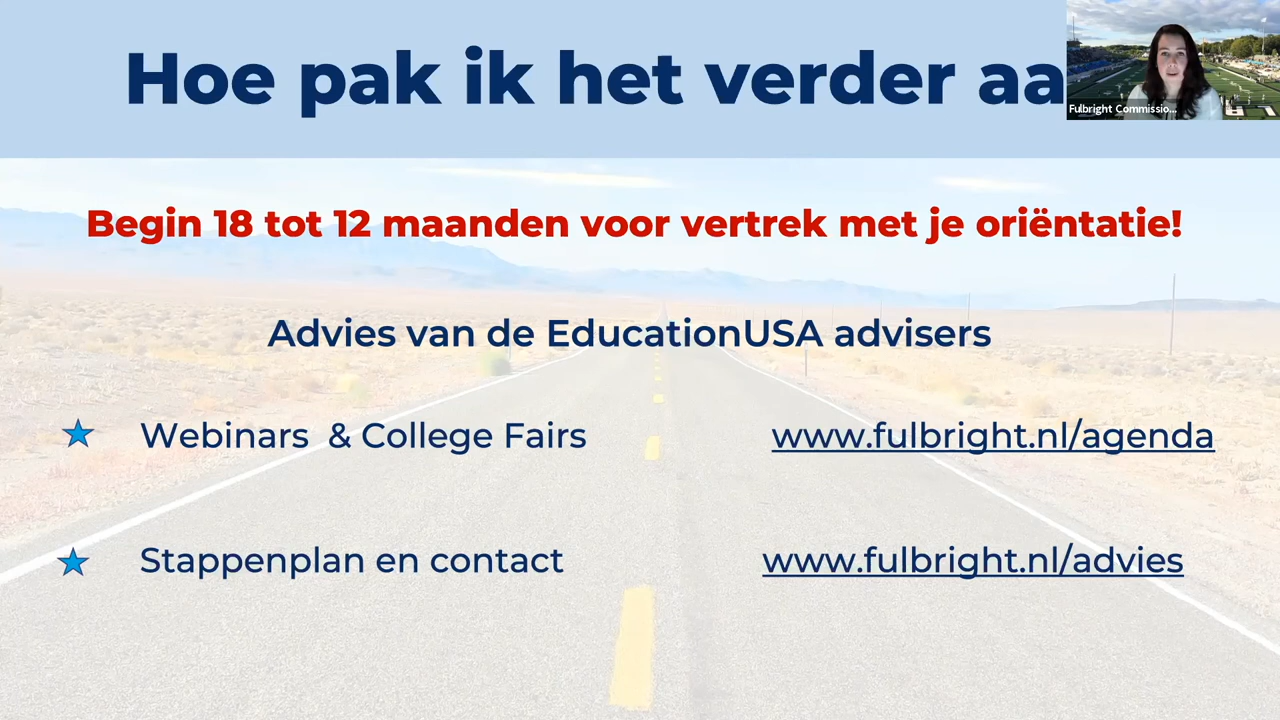 Hoe pak ik het verder aa
Fulbright Commissio...
Begin 18 tot 12 maanden voor vertrek met je oriëntatie!
Advies van de EducationUSA advisers
Webinars & College Fairs www.fulbright.nl/agenda
Stappenplan en contact www.fulbright.nl/advies